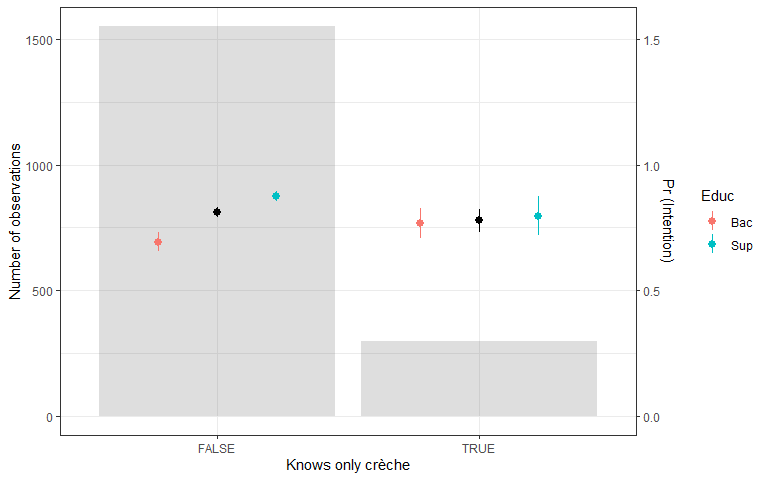 1500
1000
500
0
Number of observations
1.5
1.0
0.5
0.0
Pr (Intention)
FALSE
TRUE
Knows only crèche
Educ
Bac
Sup